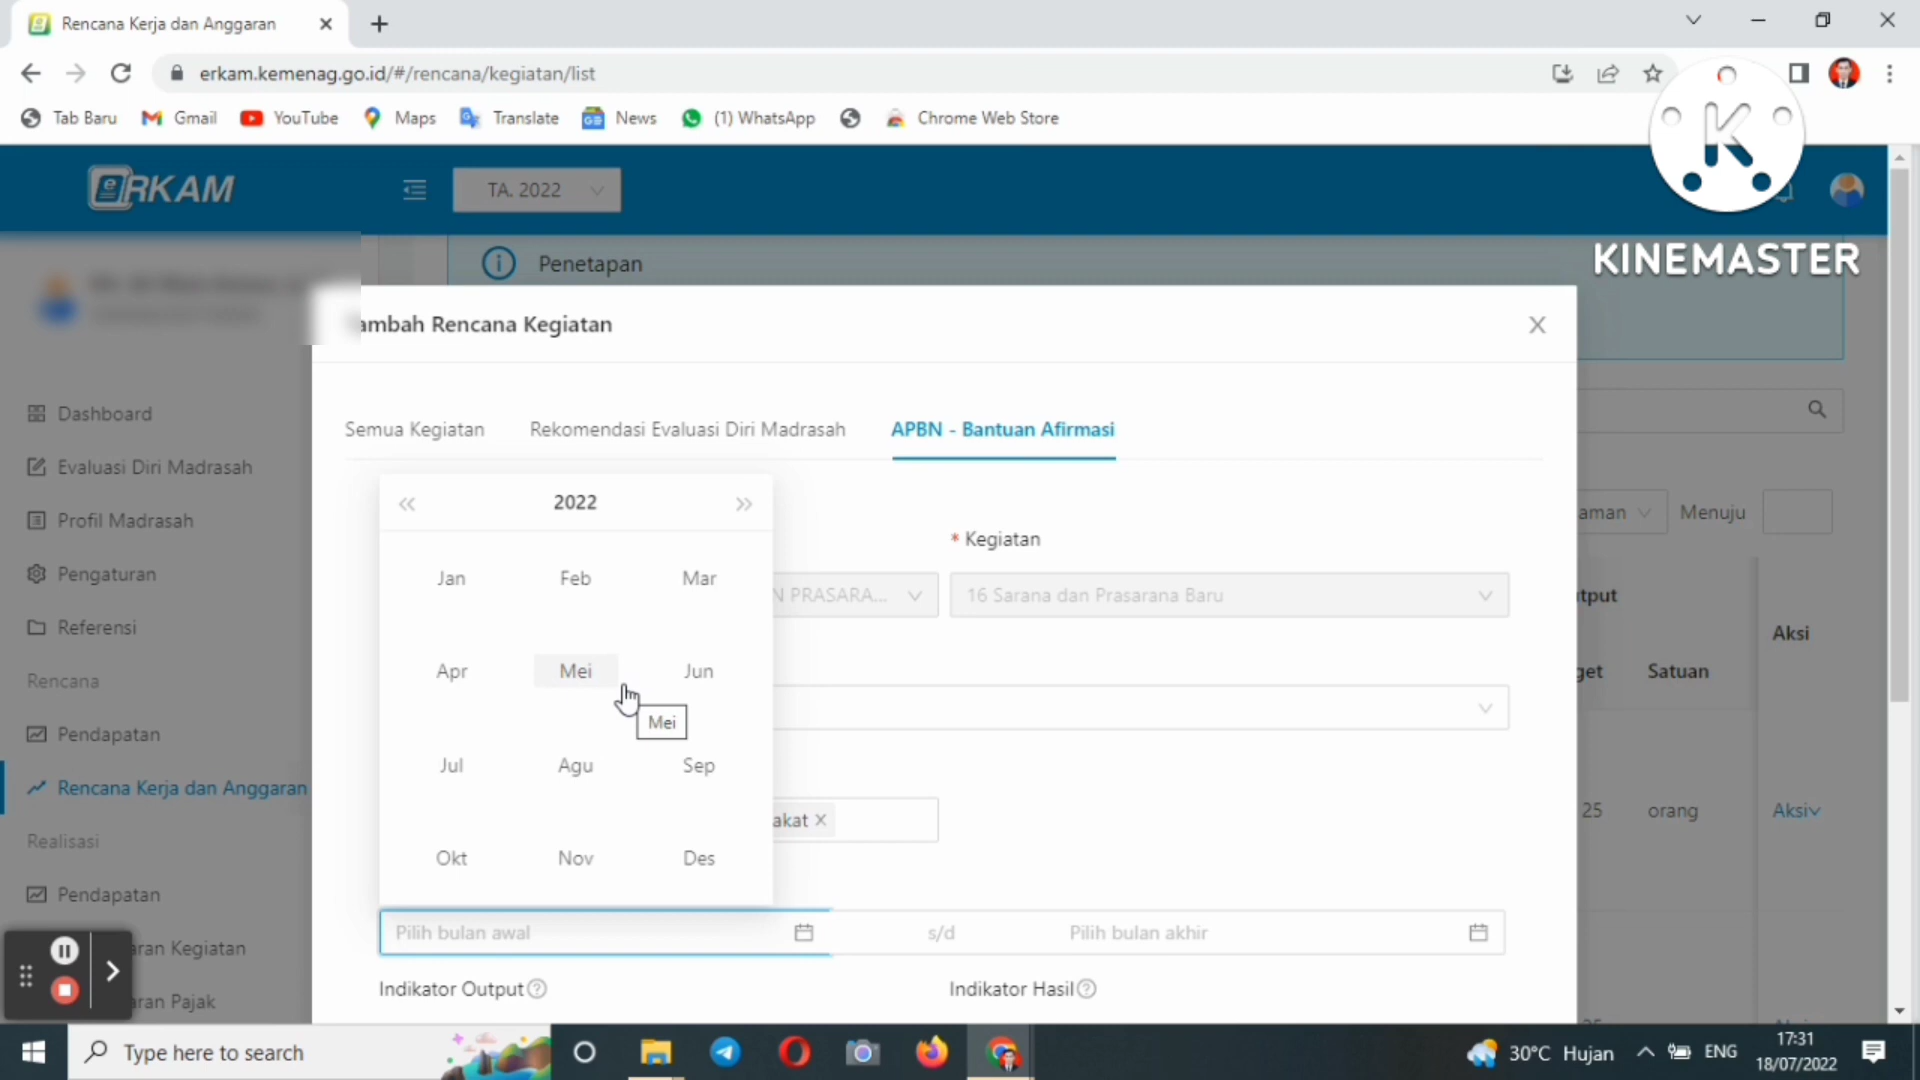 Rencana Kerja dan Anggaran
erkam.kemenag.go.id/#/rencana/kegiatan/list
Tab Baru Gmail YouTube Maps Translate News (1) WhatsApp Chrome Web Store
eRKAM
TA. 2022
KINEMASTER
Penetapan
ambah Rencana Kegiatan
Semua Kegiatan Rekomendasi Evaluasi Diri Madrasah APBN - Bantuan Afirmasi
Dashboard
Evaluasi Diri Madrasah
Profil Madrasah
Pengaturan
Referensi
Rencana
Pendapatan
Rencana Kerja dan Anggaran
Realisasi
Pendapatan
aran Kegiatan
aran Pajak
2022
Jan Feb Mar
Apr Mei Jun
Mei
Jul Agu Sep
Okt Nov Des
* Kegiatan
N PRASARA... 16 Sarana dan Prasarana Baru
akat ×
Pilih bulan awal s/d Pilih bulan akhir
Indikator Output Indikator Hasil
aman Menuju
tput
Aksi
get Satuan
25 orang Aksi
Type here to search
30°C Hujan ENG 17:31
18/07/2022